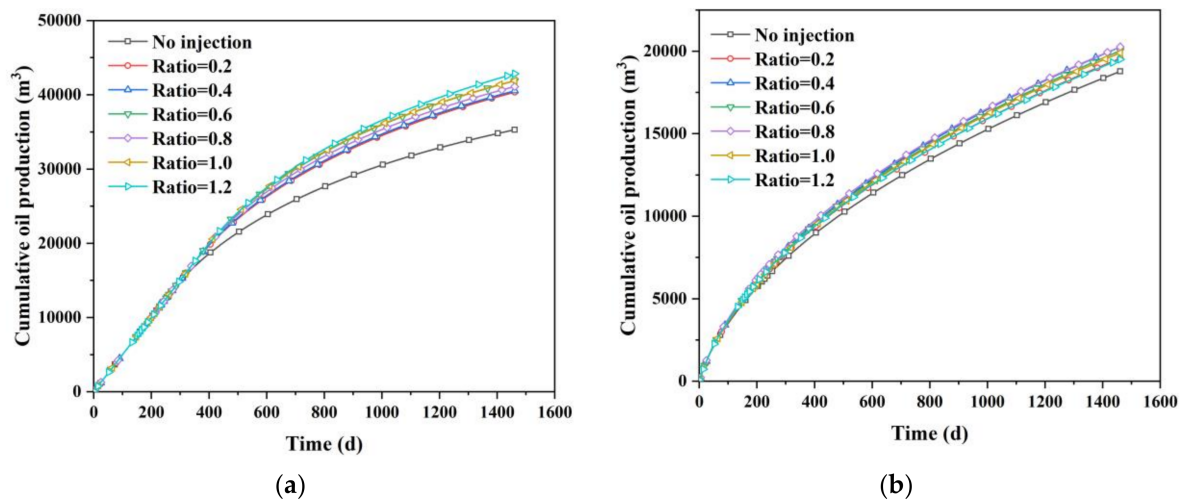 50000
40000
30000
20000
10000
0
Cumulative oil production (m³)
No injection
Ratio=0.2
Ratio=0.4
Ratio=0.6
Ratio=0.8
Ratio=1.0
Ratio=1.2
0 200 400 600 800 1000 1200 1400 1600
Time (d)
(a)
20000
15000
10000
5000
0
Cumulative oil production (m³)
No injection
Ratio=0.2
Ratio=0.4
Ratio=0.6
Ratio=0.8
Ratio=1.0
Ratio=1.2
0 200 400 600 800 1000 1200 1400 1600
Time (d)
(b)